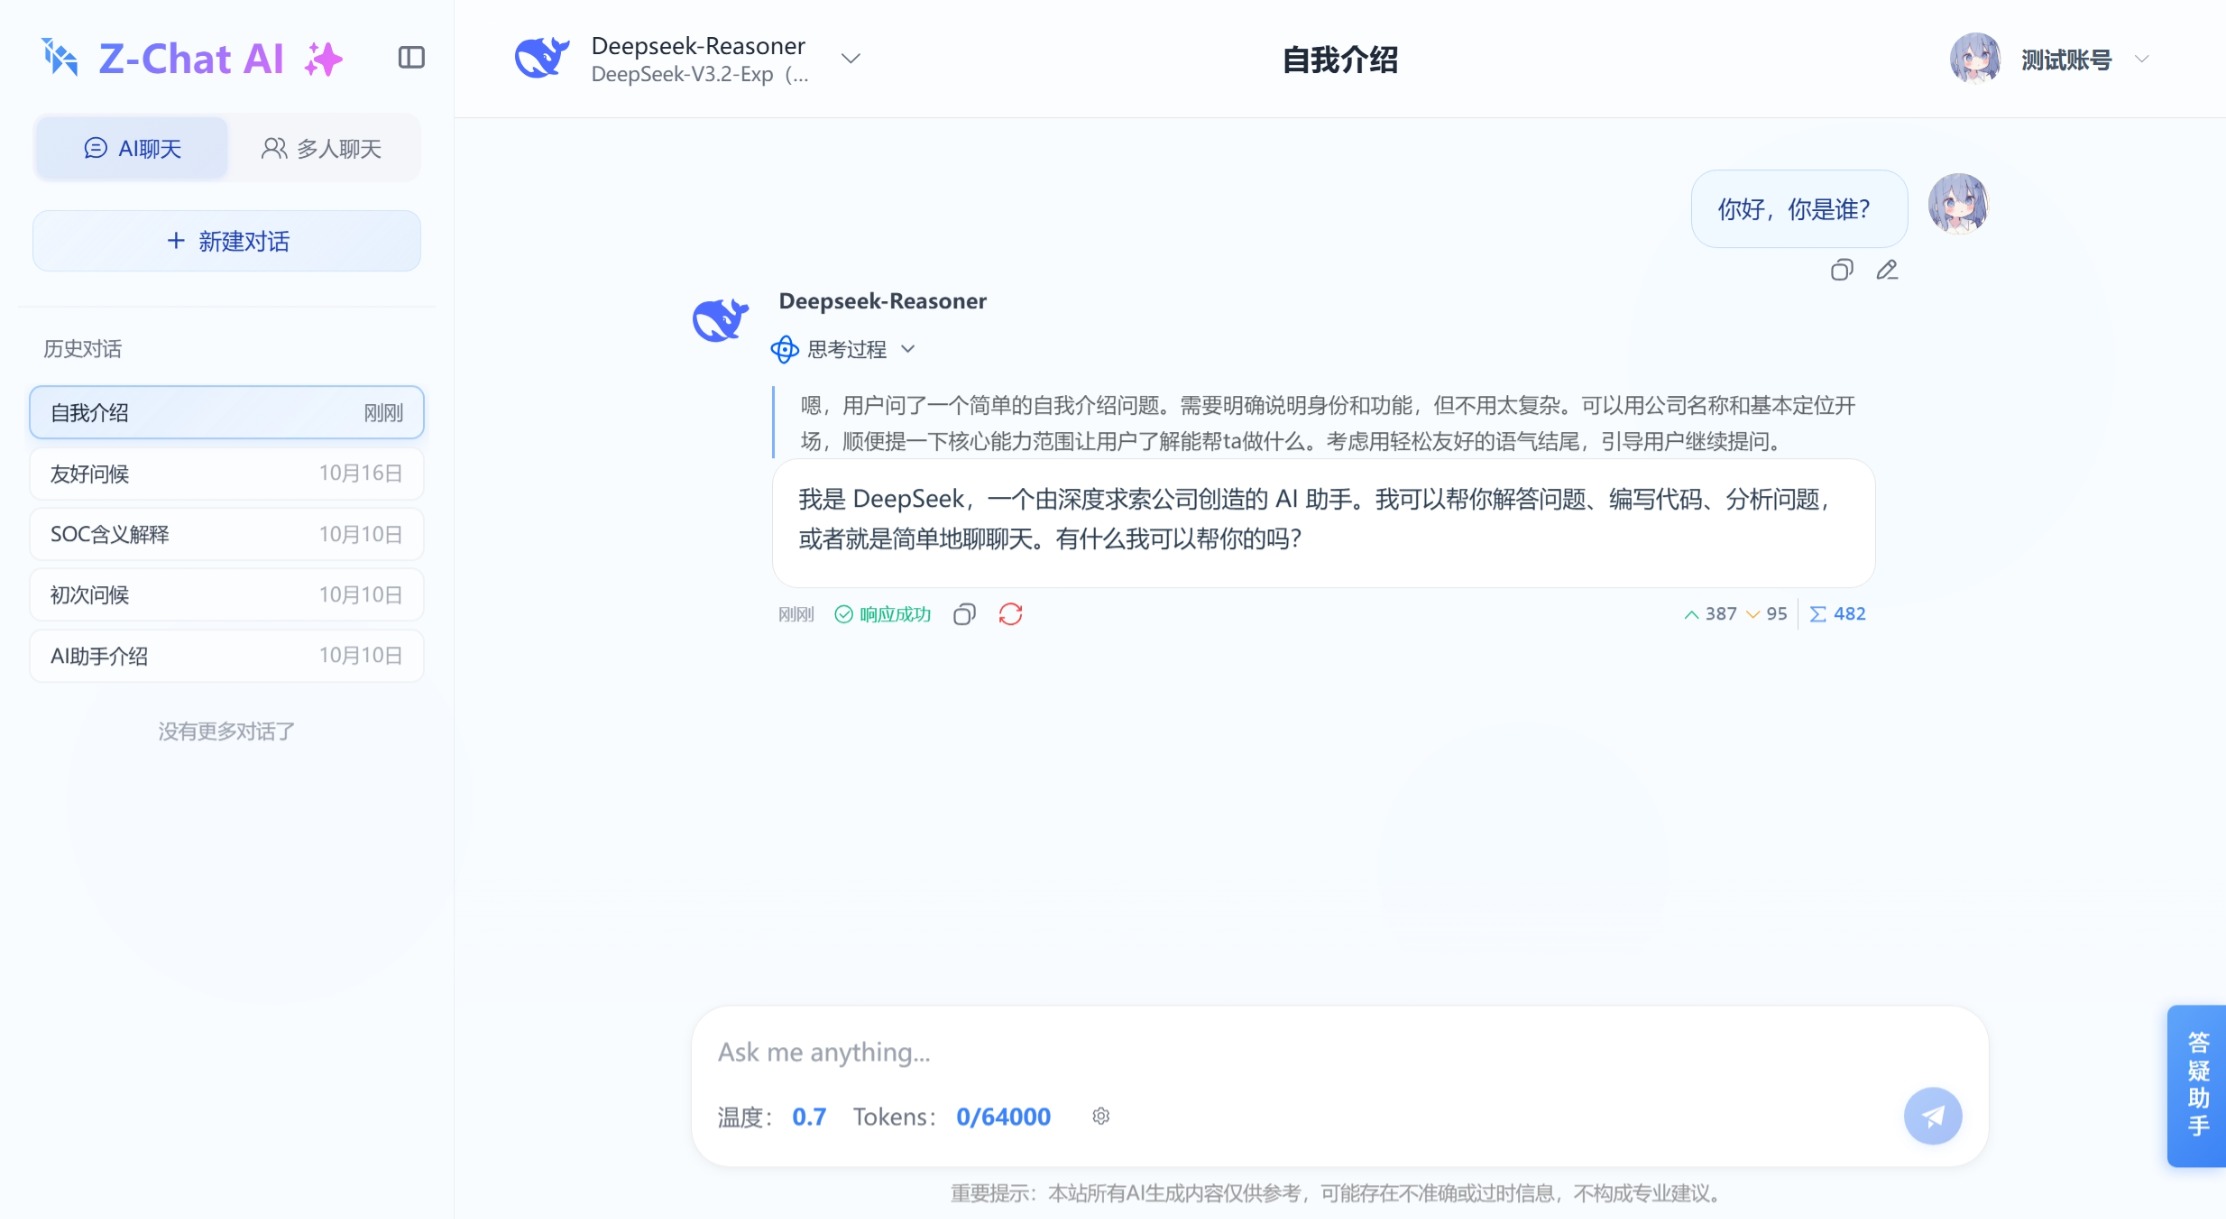 Z-Chat AI
AI聊天
多人聊天
新建对话
历史对话
自我介绍 刚刚
友好问候 10月16日
SOC含义解释 10月10日
初次问候 10月10日
AI助手介绍 10月10日
没有更多对话了
Deepseek-Reasoner
DeepSeek-V3.2-Exp（...
自我介绍
测试账号
你好，你是谁？
Deepseek-Reasoner
思考过程
嗯，用户问了一个简单的自我介绍问题。需要明确说明身份和功能，但不用太复杂。可以用公司名称和基本定位开
场，顺便提一下核心能力范围让用户了解能帮ta做什么。考虑用轻松友好的语气结尾，引导用户继续提问。
我是 DeepSeek，一个由深度求索公司创造的 AI 助手。我可以帮你解答问题、编写代码、分析问题，
或者就是简单地聊聊天。有什么我可以帮你的吗？
刚刚 响应成功 387 95 Σ 482
Ask me anything...
温度： 0.7 Tokens： 0/64000
答疑助手
重要提示：本站所有AI生成内容仅供参考，可能存在不准确或过时信息，不构成专业建议。